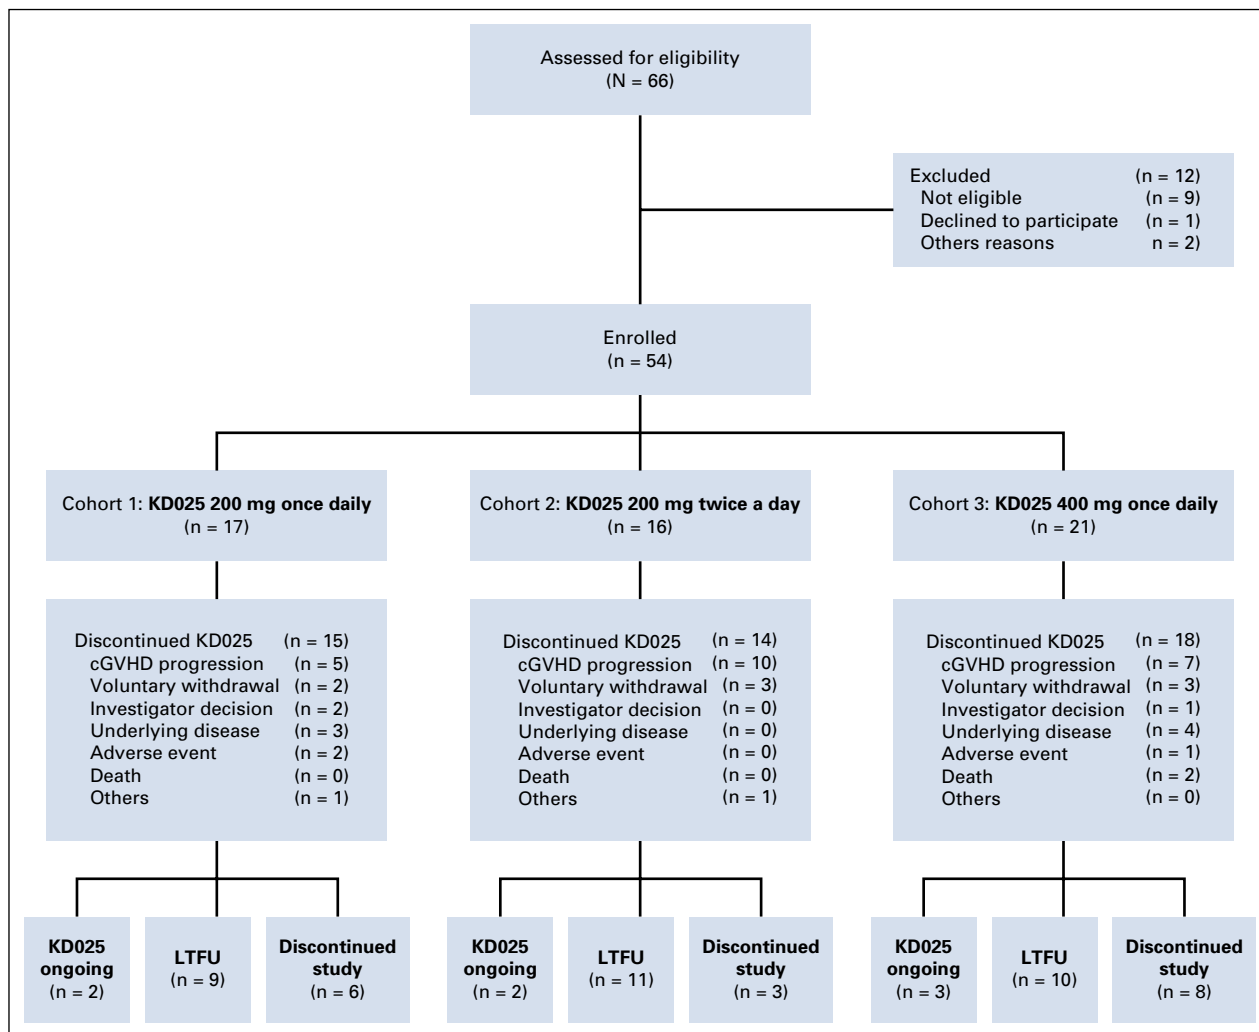 Assessed for eligibility
(N = 66)
Excluded (n = 12)
Not eligible (n = 9)
Declined to participate (n = 1)
Others reasons n = 2)
Enrolled
(n = 54)
Cohort 1: KD025 200 mg once daily
(n = 17)
Cohort 2: KD025 200 mg twice a day
(n = 16)
Cohort 3: KD025 400 mg once daily
(n = 21)
Discontinued KD025 (n = 15)
cGVHD progression (n = 5)
Voluntary withdrawal (n = 2)
Investigator decision (n = 2)
Underlying disease (n = 3)
Adverse event (n = 2)
Death (n = 0)
Others (n = 1)
Discontinued KD025 (n = 14)
cGVHD progression (n = 10)
Voluntary withdrawal (n = 3)
Investigator decision (n = 0)
Underlying disease (n = 0)
Adverse event (n = 0)
Death (n = 0)
Others (n = 1)
Discontinued KD025 (n = 18)
cGVHD progression (n = 7)
Voluntary withdrawal (n = 3)
Investigator decision (n = 1)
Underlying disease (n = 4)
Adverse event (n = 1)
Death (n = 2)
Others (n = 0)
KD025
ongoing
(n = 2)
LTFU
(n = 9)
Discontinued
study
(n = 6)
KD025
ongoing
(n = 2)
LTFU
(n = 11)
Discontinued
study
(n = 3)
KD025
ongoing
(n = 3)
LTFU
(n = 10)
Discontinued
study
(n = 8)